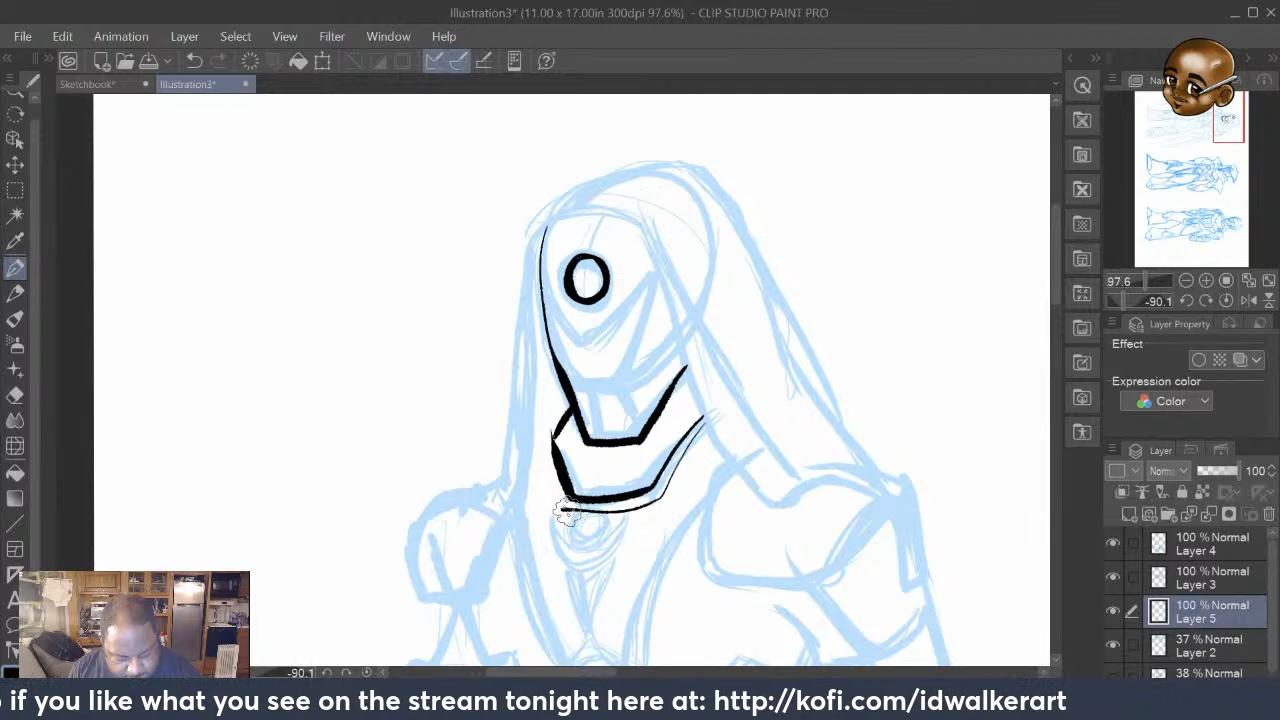 Illustration3* (11.00 x 17.00in 300dpi 97.6%) - CLIP STUDIO PAINT PRO
File Edit Animation Layer Select View Filter Window Help
Sketchbook* Illustration3*
97.6
-90.1
Layer Property
Effect
Expression color
Color
Layer
100
100 % Normal
Layer 4
100 % Normal
Layer 3
100 % Normal
Layer 5
37 % Normal
Layer 2
38 % Normal
-90.1
if you like what you see on the stream tonight here at: http://kofi.com/idwalkerart